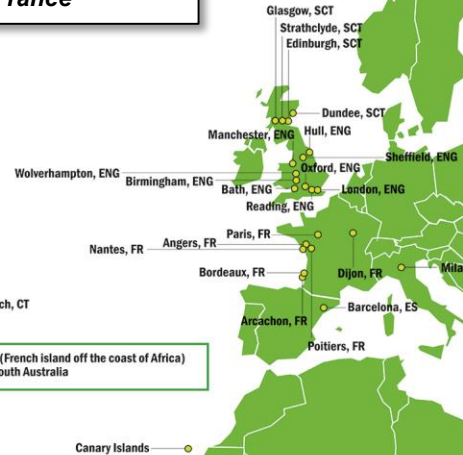 rance
Glasgow, SCT
Strathclyde, SCT
Edinburgh, SCT
Dundee, SCT
Manchester, ENG
Hull, ENG
Sheffield, ENG
Oxford, ENG
Wolverhampton, ENG
Birmingham, ENG
Bath, ENG
London, ENG
Reading, ENG
Paris, FR
Angers, FR
Nantes, FR
Bordeaux, FR
Dijon, FR
Mila
ch, CT
Arcachon, FR
Barcelona, ES
Poitiers, FR
(French island off the coast of Africa)
outh Australia
Canary Islands